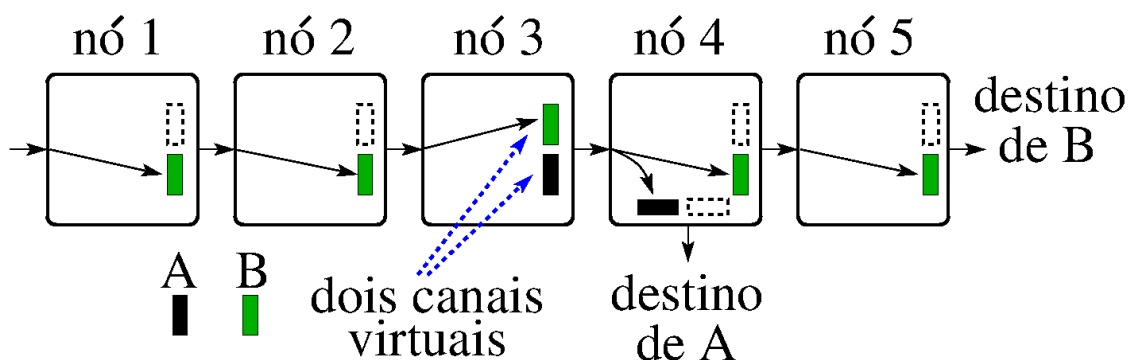 nó 1
nó 2
nó 3
nó 4
nó 5
destino
de B
A
B
dois canais
virtuais
destino
de A